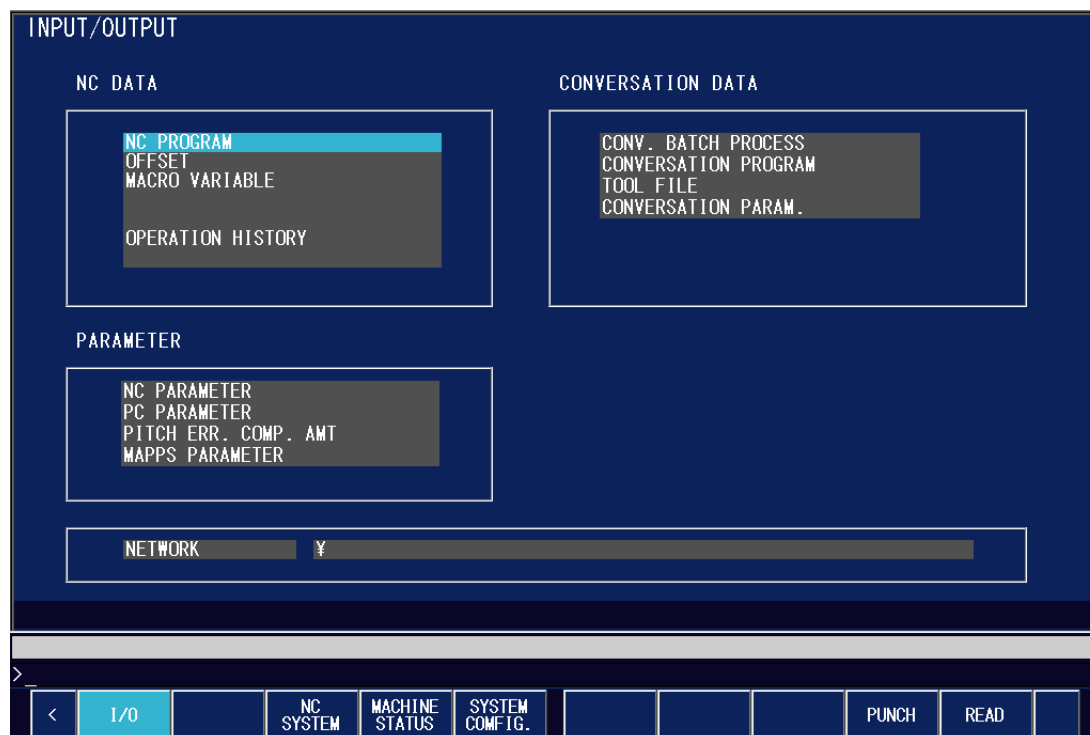 INPUT/OUTPUT
NC DATA
NC PROGRAM
OFFSET
MACRO VARIABLE
OPERATION HISTORY
CONVERSATION DATA
CONV. BATCH PROCESS
CONVERSATION PROGRAM
TOOL FILE
CONVERSATION PARAM.
PARAMETER
NC PARAMETER
PC PARAMETER
PITCH ERR. COMP. AMT
MAPPS PARAMETER
NETWORK ¥
>_
< I/O NC SYSTEM MACHINE STATUS SYSTEM COMFIG. PUNCH READ